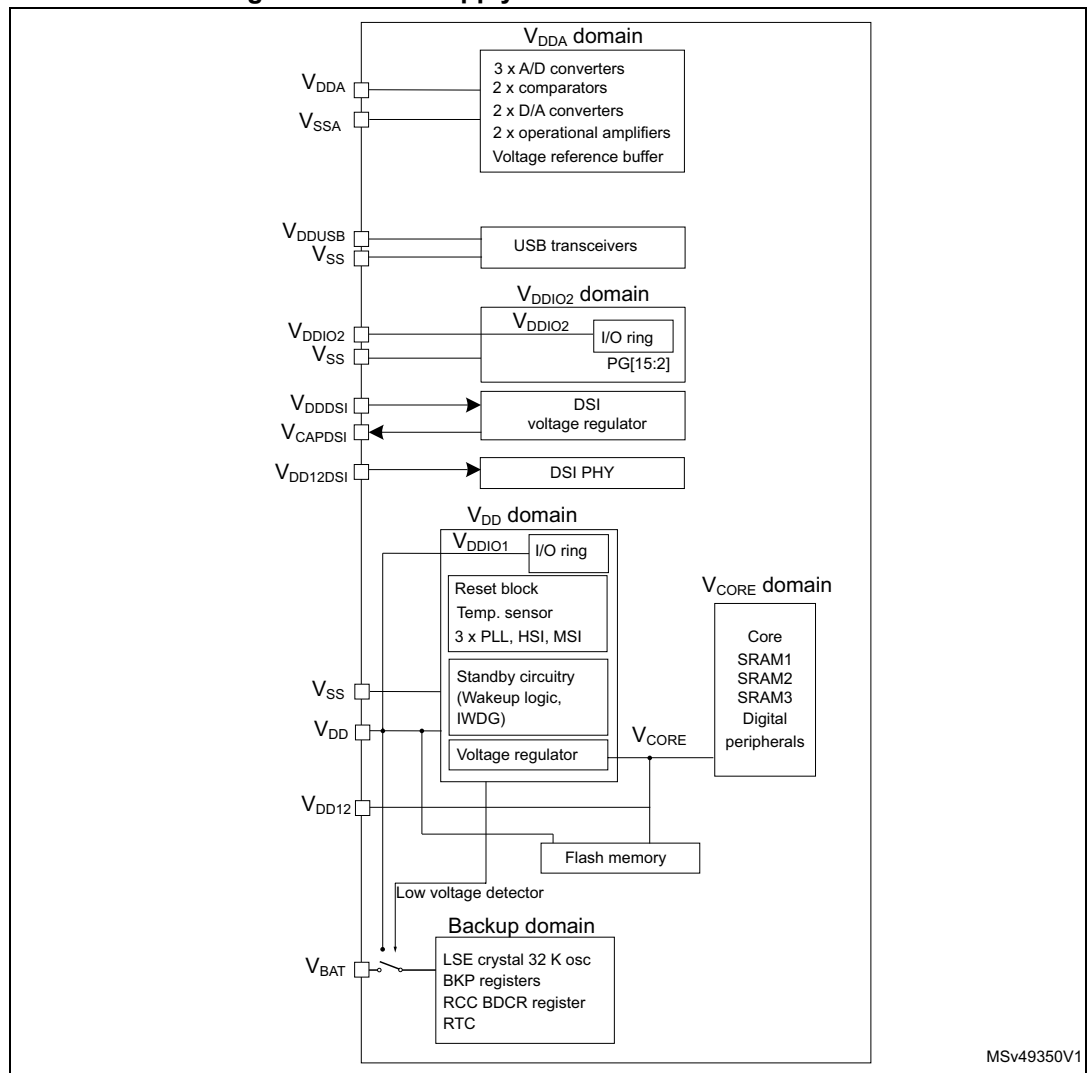 V_DDA domain
V_DDA
V_SSA
3 x A/D converters
2 x comparators
2 x D/A converters
2 x operational amplifiers
Voltage reference buffer
V_DDUSB
V_SS
USB transceivers
V_DDIO2 domain
V_DDIO2
V_SS
V_DDIO2
I/O ring
PG[15:2]
V_DDDSI
V_CAPDSI
DSI
voltage regulator
V_DD12DSI
DSI PHY
V_DD domain
V_DDIO1
I/O ring
Reset block
Temp. sensor
3 x PLL, HSI, MSI
Standby circuitry
(Wakeup logic,
IWDG)
Voltage regulator
V_SS
V_DD
V_CORE
V_CORE domain
Core
SRAM1
SRAM2
SRAM3
Digital
peripherals
V_DD12
Flash memory
Low voltage detector
Backup domain
V_BAT
LSE crystal 32 K osc
BKP registers
RCC BDCR register
RTC
MSv49350V1